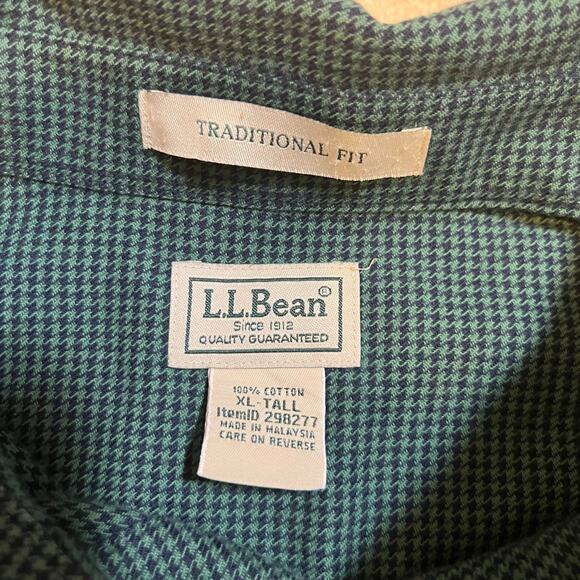 TRADITIONAL FIT
L.L.Bean®
Since 1912
QUALITY GUARANTEED
100% COTTON
XL-TALL
ItemID 298277
MADE IN MALAYSIA
CARE ON REVERSE